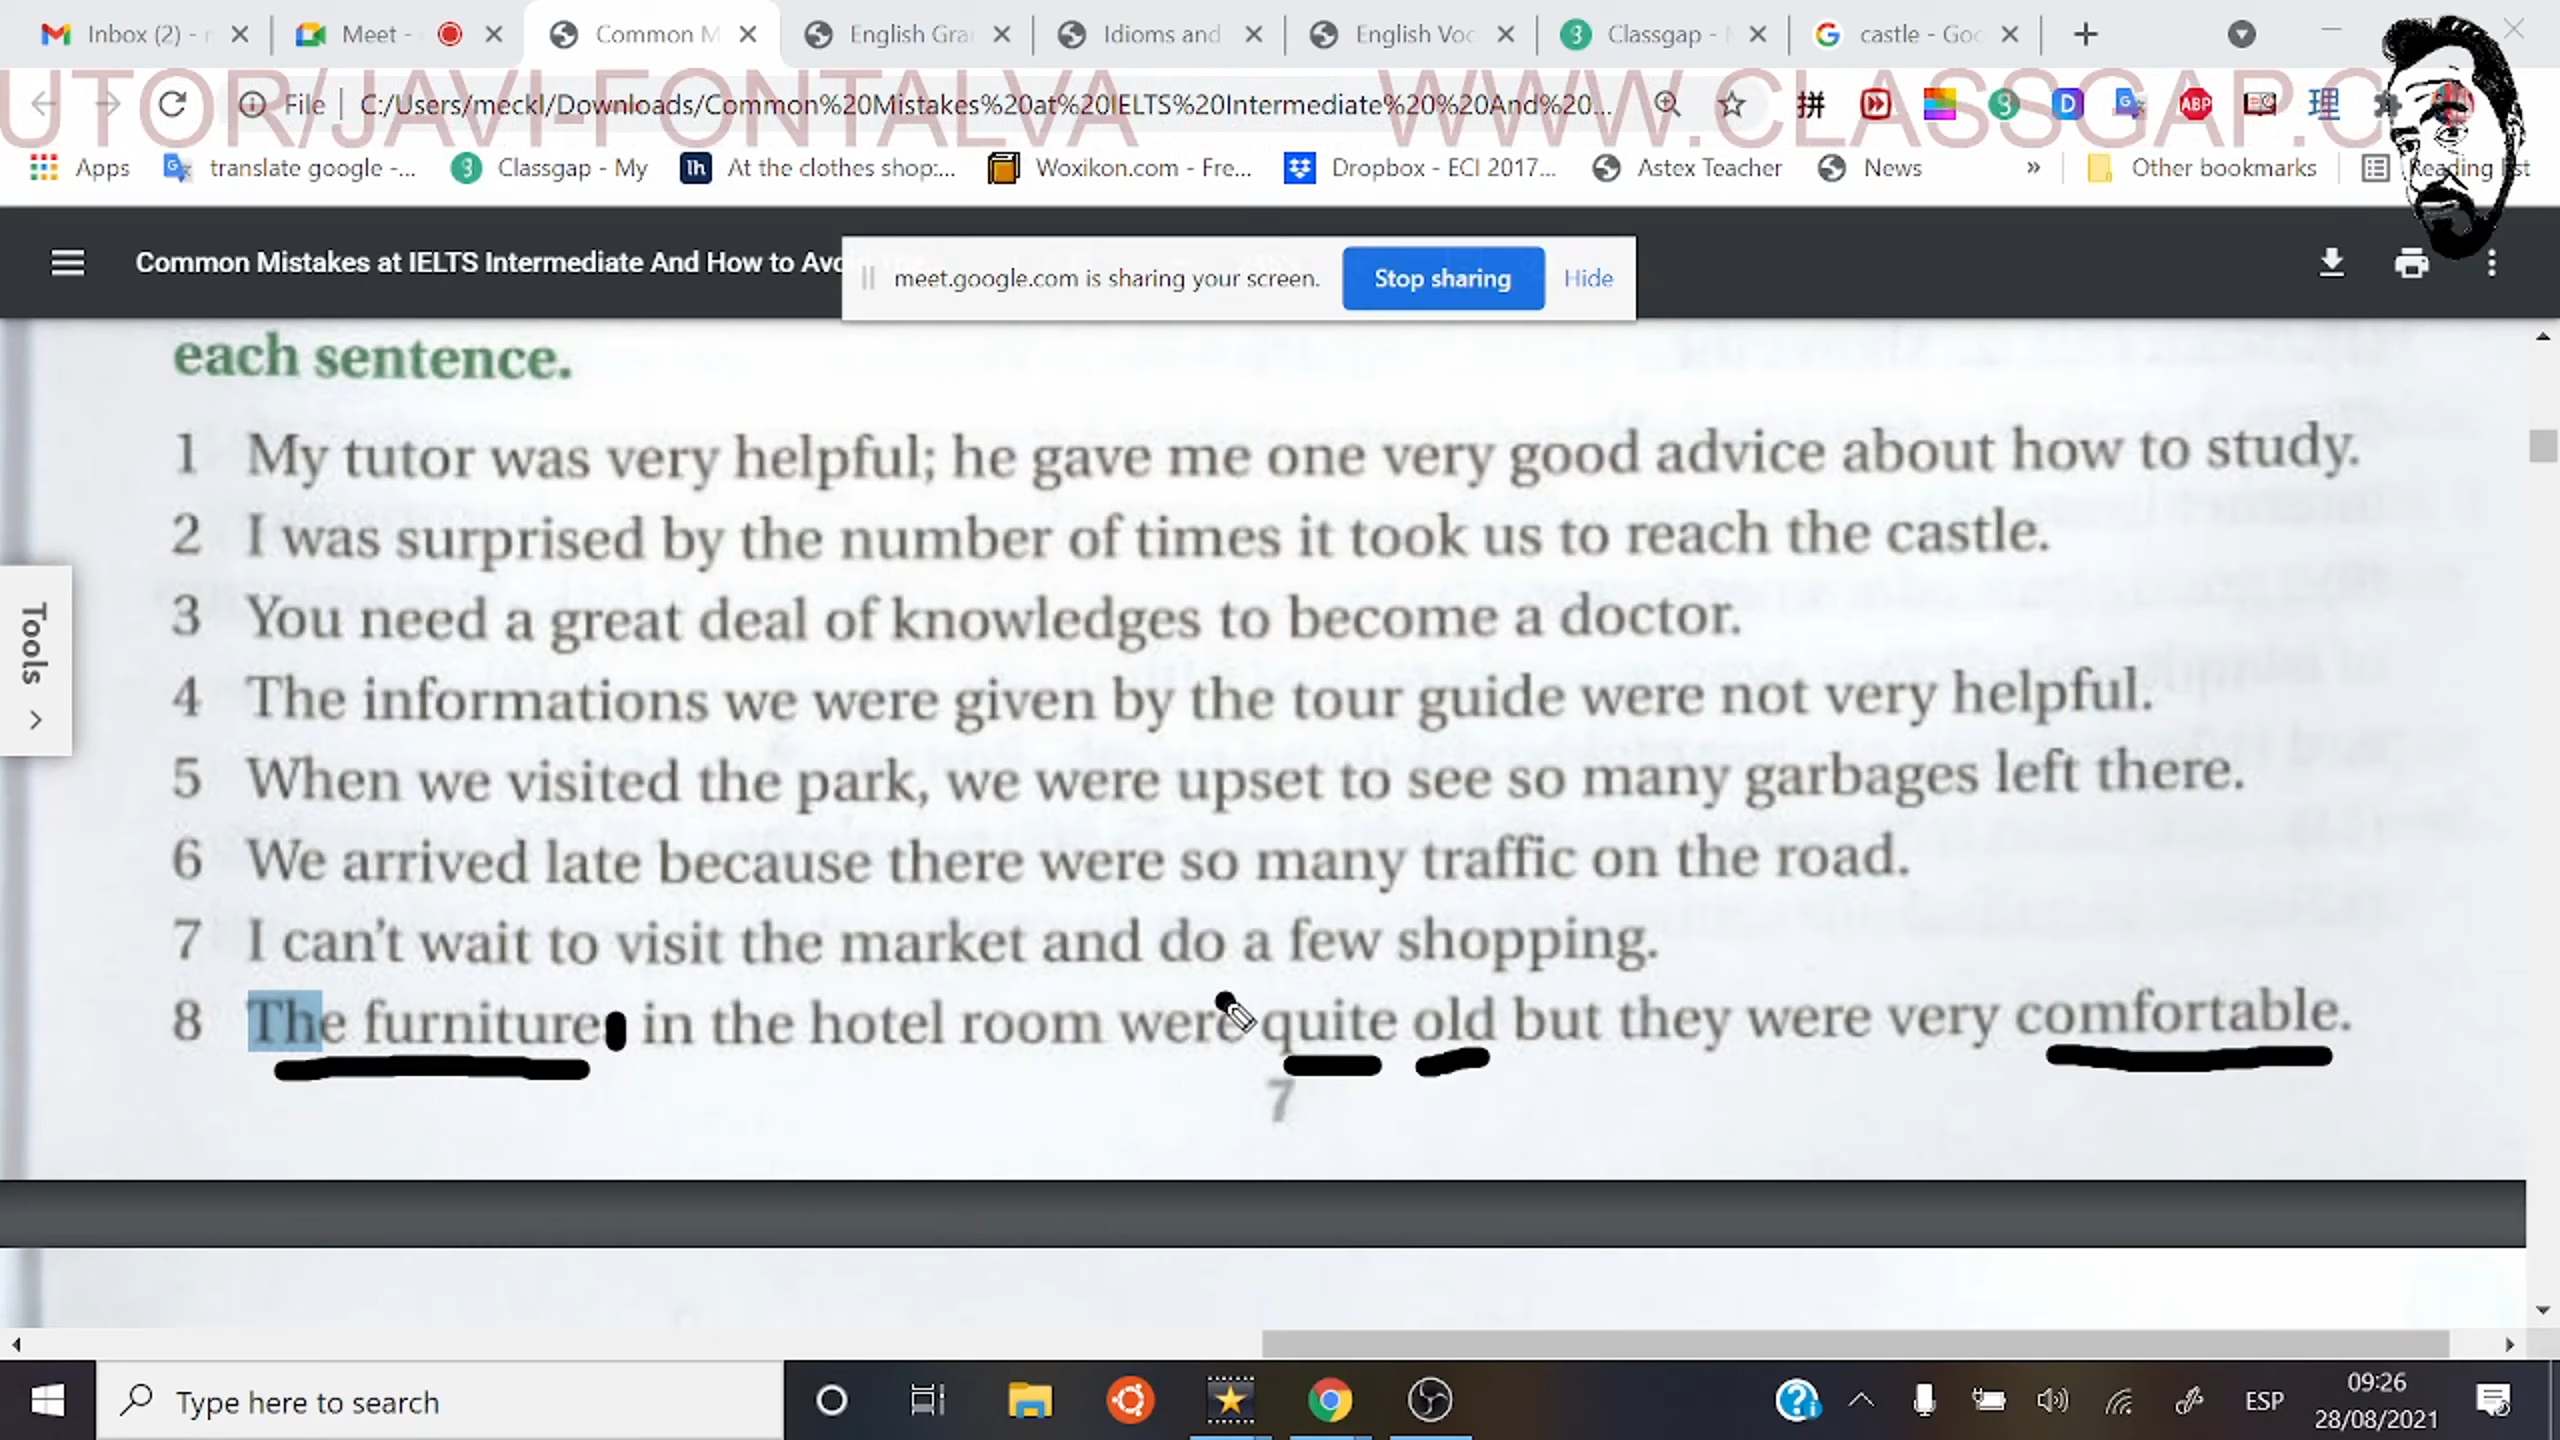 Inbox (2) -
Meet -
Common M
English Gra
Idioms and
English Voc
Classgap -
castle - Goo
UTOR/JAVI-FONTALVA WWW.CLASSGAP.C
File C:/Users/meckl/Downloads/Common%20Mistakes%20at%20IELTS%20Intermediate%20%20And%20...
Apps translate google -... Classgap - My At the clothes shop:... Woxikon.com - Fre... Dropbox - ECI 2017... Astex Teacher News » Other bookmarks Reading list
Common Mistakes at IELTS Intermediate And How to Avo
meet.google.com is sharing your screen. Stop sharing Hide
each sentence.
1 My tutor was very helpful; he gave me one very good advice about how to study.
2 I was surprised by the number of times it took us to reach the castle.
3 You need a great deal of knowledges to become a doctor.
4 The informations we were given by the tour guide were not very helpful.
5 When we visited the park, we were upset to see so many garbages left there.
6 We arrived late because there were so many traffic on the road.
7 I can't wait to visit the market and do a few shopping.
8 The furniture in the hotel room were quite old but they were very comfortable.
7
Tools >
Type here to search
ESP
09:26
28/08/2021